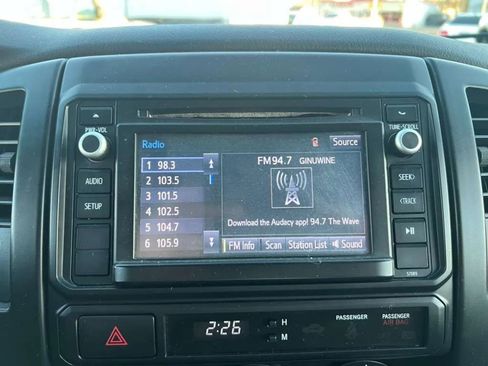 PWR•VOL
TUNE•SCROLL
Radio
Source
AUDIO
SETUP
1 98.3
2 103.5
3 101.5
4 102.5
5 104.7
6 105.9
FM94.7 GINUWINE
Download the Audacy app! 94.7 The Wave
FM Info
Scan
Station List
Sound
SEEK>
<TRACK
2:26
H
M
PASSENGER
PASSENGER
AIR BAG